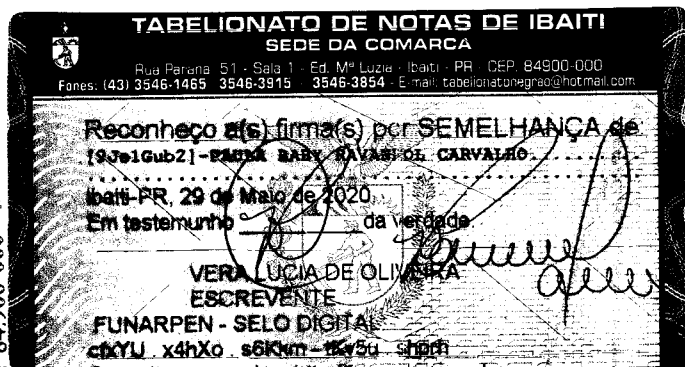 TABELIONATO DE NOTAS DE IBAITI
SEDE DA COMARCA
Rua Parana 51 - Sala 1 - Ed. Mª Luzia - Ibaiti - PR - CEP. 84900-000
Fones: (43) 3546-1465 3546-3915 3546-3854 - E-mail: tabelionatonegrao@hotmail.com
Reconheço a(s) firma(s) por SEMELHANÇA de
[9Je1Gub2]- CARVALHO
Ibaiti-PR, 29 de Maio de 2020
Em testemunho da verdade
VERA LUCIA DE OLIVEIRA
ESCREVENTE
FUNARPEN - SELO DIGITAL
x4hXo